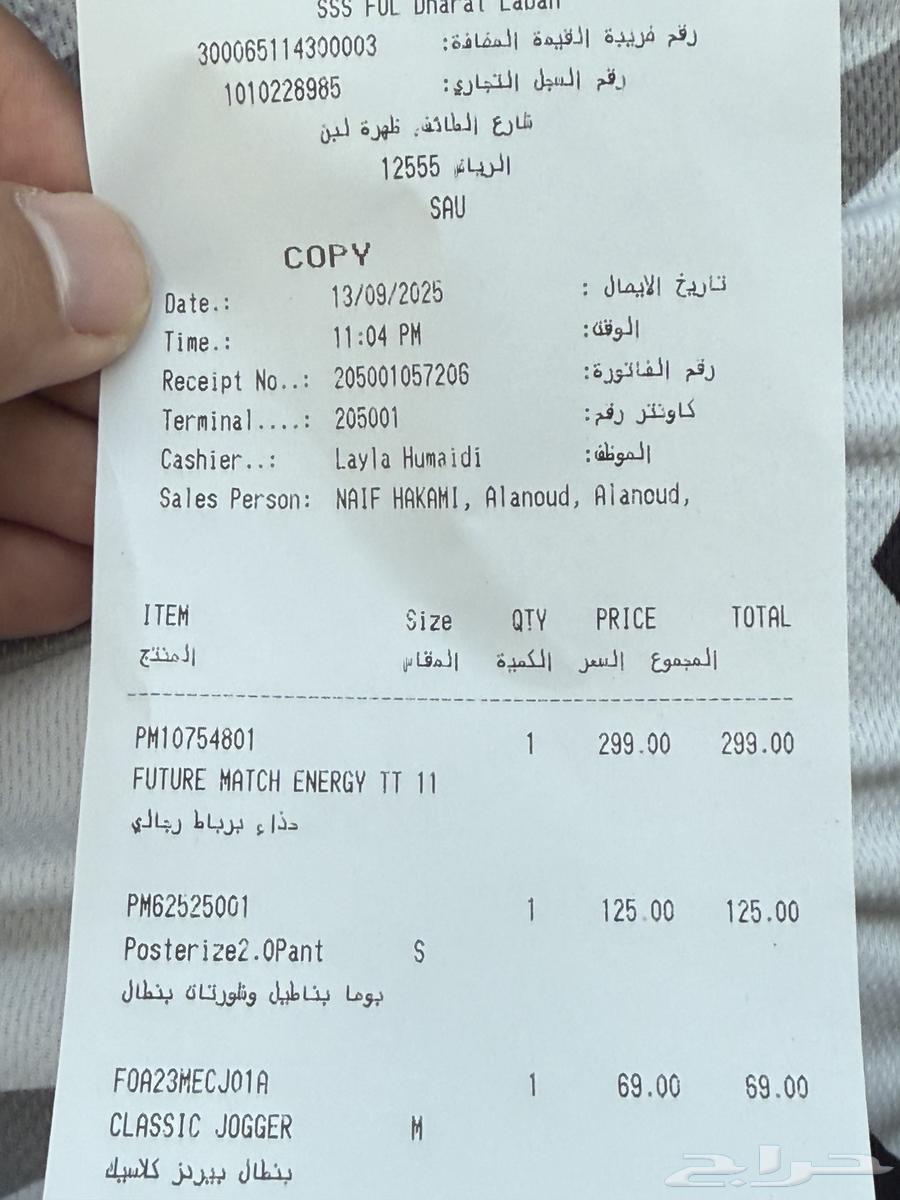 SSS FOL Dharat Laban
300065114300003 رقم ضريبة القيمة المضافة:
1010228985 رقم السجل التجاري:
شارع الطائف، ظهرة لبن
الرياض 12555
SAU
COPY
Date.: 13/09/2025 تاريخ الايصال :
Time.: 11:04 PM الوقت:
Receipt No..: 205001057206 رقم الفاتورة:
Terminal....: 205001 كاونتر رقم:
Cashier..: Layla Humaidi الموظف:
Sales Person: NAIF HAKAMI, Alanoud, Alanoud,
ITEM Size QTY PRICE TOTAL
المنتج المقاس الكمية السعر المجموع
PM10754801 1 299.00 299.00
FUTURE MATCH ENERGY TT 11
حذاء برباط رجالي
PM62525001 1 125.00 125.00
Posterize2.0Pant S
بوما بناطيل وشورتات بنطال
FOA23MECJ01A 1 69.00 69.00
CLASSIC JOGGER M
بنطال بيردز كلاسيك
حراج